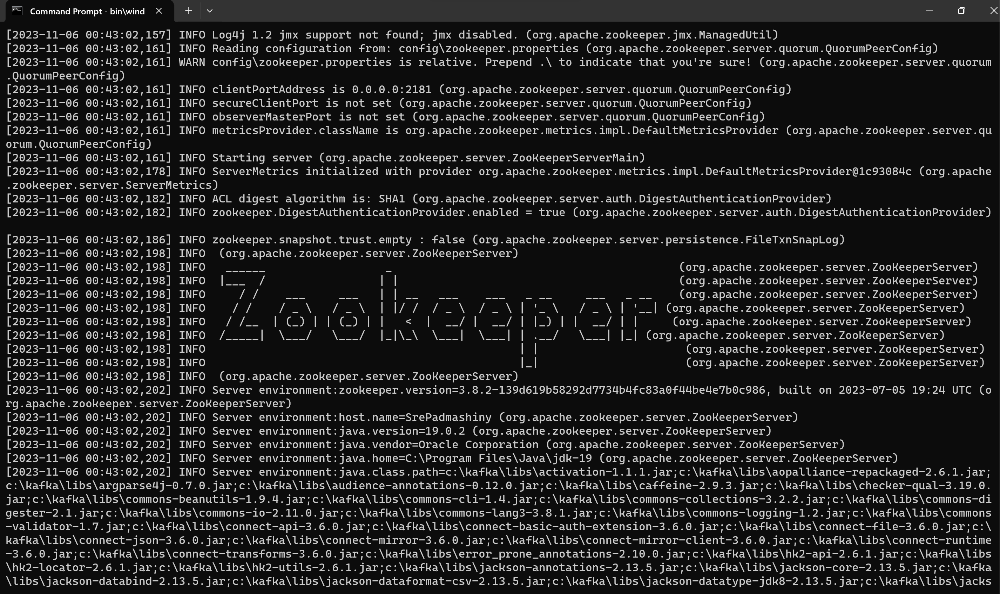 Command Prompt - bin\wind
[2023-11-06 00:43:02,157] INFO Log4j 1.2 jmx support not found; jmx disabled. (org.apache.zookeeper.jmx.ManagedUtil)
[2023-11-06 00:43:02,161] INFO Reading configuration from: config\zookeeper.properties (org.apache.zookeeper.server.quorum.QuorumPeerConfig)
[2023-11-06 00:43:02,161] WARN config\zookeeper.properties is relative. Prepend .\ to indicate that you're sure! (org.apache.zookeeper.server.quorum
.QuorumPeerConfig)
[2023-11-06 00:43:02,161] INFO clientPortAddress is 0.0.0.0:2181 (org.apache.zookeeper.server.quorum.QuorumPeerConfig)
[2023-11-06 00:43:02,161] INFO secureClientPort is not set (org.apache.zookeeper.server.quorum.QuorumPeerConfig)
[2023-11-06 00:43:02,161] INFO observerMasterPort is not set (org.apache.zookeeper.server.quorum.QuorumPeerConfig)
[2023-11-06 00:43:02,161] INFO metricsProvider.className is org.apache.zookeeper.metrics.impl.DefaultMetricsProvider (org.apache.zookeeper.server.qu
orum.QuorumPeerConfig)
[2023-11-06 00:43:02,161] INFO Starting server (org.apache.zookeeper.server.ZooKeeperServerMain)
[2023-11-06 00:43:02,178] INFO ServerMetrics initialized with provider org.apache.zookeeper.metrics.impl.DefaultMetricsProvider@1c93084c (org.apache
.zookeeper.server.ServerMetrics)
[2023-11-06 00:43:02,182] INFO ACL digest algorithm is: SHA1 (org.apache.zookeeper.server.auth.DigestAuthenticationProvider)
[2023-11-06 00:43:02,182] INFO zookeeper.DigestAuthenticationProvider.enabled = true (org.apache.zookeeper.server.auth.DigestAuthenticationProvider)
[2023-11-06 00:43:02,186] INFO zookeeper.snapshot.trust.empty : false (org.apache.zookeeper.server.persistence.FileTxnSnapLog)
[2023-11-06 00:43:02,198] INFO  (org.apache.zookeeper.server.ZooKeeperServer)
[2023-11-06 00:43:02,198] INFO   ______                  _                                           (org.apache.zookeeper.server.ZooKeeperServer)
[2023-11-06 00:43:02,198] INFO  |___  /                 | |                                          (org.apache.zookeeper.server.ZooKeeperServer)
[2023-11-06 00:43:02,198] INFO     / /    ___     ___   | | __   ___    ___   _ __     ___   _ __    (org.apache.zookeeper.server.ZooKeeperServer)
[2023-11-06 00:43:02,198] INFO    / /    / _ \   / _ \  | |/ /  / _ \  / _ \ | '_ \   / _ \ | '__| (org.apache.zookeeper.server.ZooKeeperServer)
[2023-11-06 00:43:02,198] INFO   / /__  | (_) | | (_) | |   <  |  __/ |  __/ | |_) | |  __/ | |     (org.apache.zookeeper.server.ZooKeeperServer)
[2023-11-06 00:43:02,198] INFO  /_____|  \___/   \___/  |_|\_\  \___|  \___| | .__/   \___| |_| (org.apache.zookeeper.server.ZooKeeperServer)
[2023-11-06 00:43:02,198] INFO                                               | |                      (org.apache.zookeeper.server.ZooKeeperServer)
[2023-11-06 00:43:02,198] INFO                                               |_|                      (org.apache.zookeeper.server.ZooKeeperServer)
[2023-11-06 00:43:02,198] INFO  (org.apache.zookeeper.server.ZooKeeperServer)
[2023-11-06 00:43:02,202] INFO Server environment:zookeeper.version=3.8.2-139d619b58292d7734b4fc83a0f44be4e7b0c986, built on 2023-07-05 19:24 UTC (o
rg.apache.zookeeper.server.ZooKeeperServer)
[2023-11-06 00:43:02,202] INFO Server environment:host.name=SrePadmashiny (org.apache.zookeeper.server.ZooKeeperServer)
[2023-11-06 00:43:02,202] INFO Server environment:java.version=19.0.2 (org.apache.zookeeper.server.ZooKeeperServer)
[2023-11-06 00:43:02,202] INFO Server environment:java.vendor=Oracle Corporation (org.apache.zookeeper.server.ZooKeeperServer)
[2023-11-06 00:43:02,202] INFO Server environment:java.home=C:\Program Files\Java\jdk-19 (org.apache.zookeeper.server.ZooKeeperServer)
[2023-11-06 00:43:02,202] INFO Server environment:java.class.path=c:\kafka\libs\activation-1.1.1.jar;c:\kafka\libs\aopalliance-repackaged-2.6.1.jar;
c:\kafka\libs\argparse4j-0.7.0.jar;c:\kafka\libs\audience-annotations-0.12.0.jar;c:\kafka\libs\caffeine-2.9.3.jar;c:\kafka\libs\checker-qual-3.19.0.
jar;c:\kafka\libs\commons-beanutils-1.9.4.jar;c:\kafka\libs\commons-cli-1.4.jar;c:\kafka\libs\commons-collections-3.2.2.jar;c:\kafka\libs\commons-di
gester-2.1.jar;c:\kafka\libs\commons-io-2.11.0.jar;c:\kafka\libs\commons-lang3-3.8.1.jar;c:\kafka\libs\commons-logging-1.2.jar;c:\kafka\libs\commons
-validator-1.7.jar;c:\kafka\libs\connect-api-3.6.0.jar;c:\kafka\libs\connect-basic-auth-extension-3.6.0.jar;c:\kafka\libs\connect-file-3.6.0.jar;c:\
kafka\libs\connect-json-3.6.0.jar;c:\kafka\libs\connect-mirror-3.6.0.jar;c:\kafka\libs\connect-mirror-client-3.6.0.jar;c:\kafka\libs\connect-runtime
-3.6.0.jar;c:\kafka\libs\connect-transforms-3.6.0.jar;c:\kafka\libs\error_prone_annotations-2.10.0.jar;c:\kafka\libs\hk2-api-2.6.1.jar;c:\kafka\libs
\hk2-locator-2.6.1.jar;c:\kafka\libs\hk2-utils-2.6.1.jar;c:\kafka\libs\jackson-annotations-2.13.5.jar;c:\kafka\libs\jackson-core-2.13.5.jar;c:\kafka
\libs\jackson-databind-2.13.5.jar;c:\kafka\libs\jackson-dataformat-csv-2.13.5.jar;c:\kafka\libs\jackson-datatype-jdk8-2.13.5.jar;c:\kafka\libs\jacks